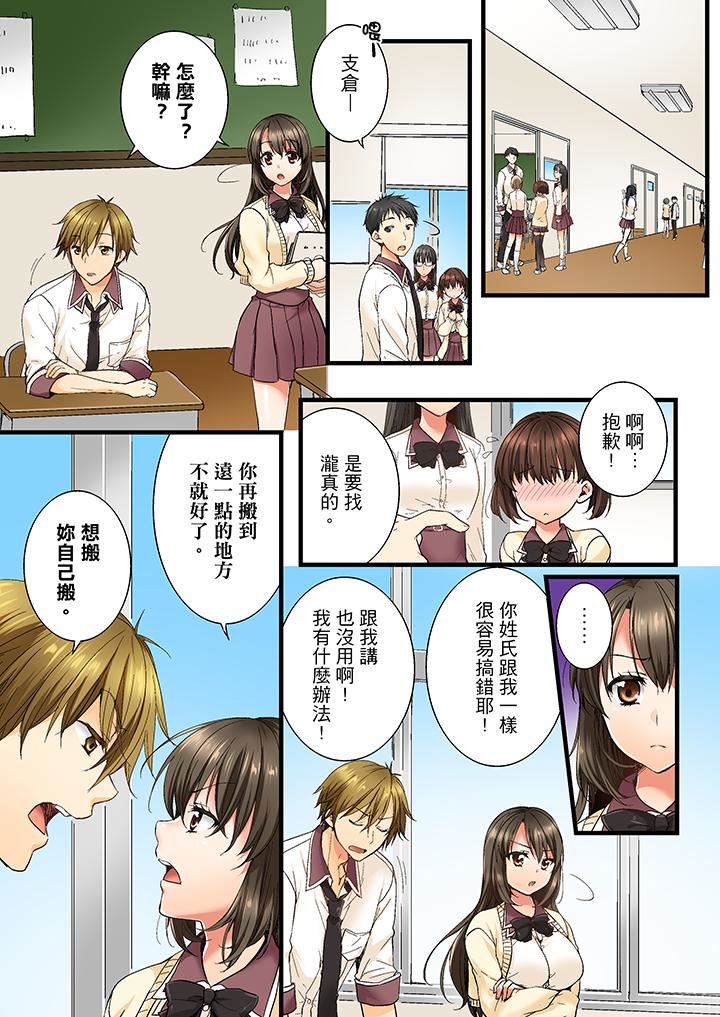 喂—
支倉—
怎麼了？
幹嘛？
啊啊…
抱歉！
是要找
瀧真的。
……
你姓氏跟我一樣
很容易搞錯耶！
跟我講
也沒用啊！
我有什麼辦法！
你再搬到
遠一點的地方
不就好了。
想搬
妳自己搬。